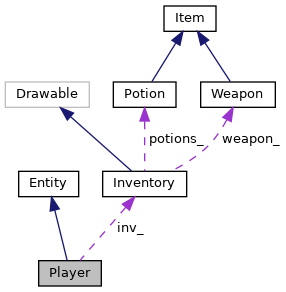 Item
Drawable
Potion
Weapon
potions_
weapon_
Entity
Inventory
inv_
Player